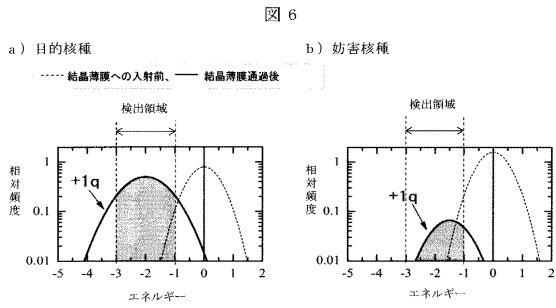 図 6
a ) 目的核種
b ) 妨害核種
結晶薄膜への入射前、 結晶薄膜通過後
検出領域
検出領域
相対頻度
1
0.1
0.01
+1q
-5 -4 -3 -2 -1 0 1 2
エネルギー
相対頻度
1
0.1
0.01
+1q
-5 -4 -3 -2 -1 0 1 2
エネルギー